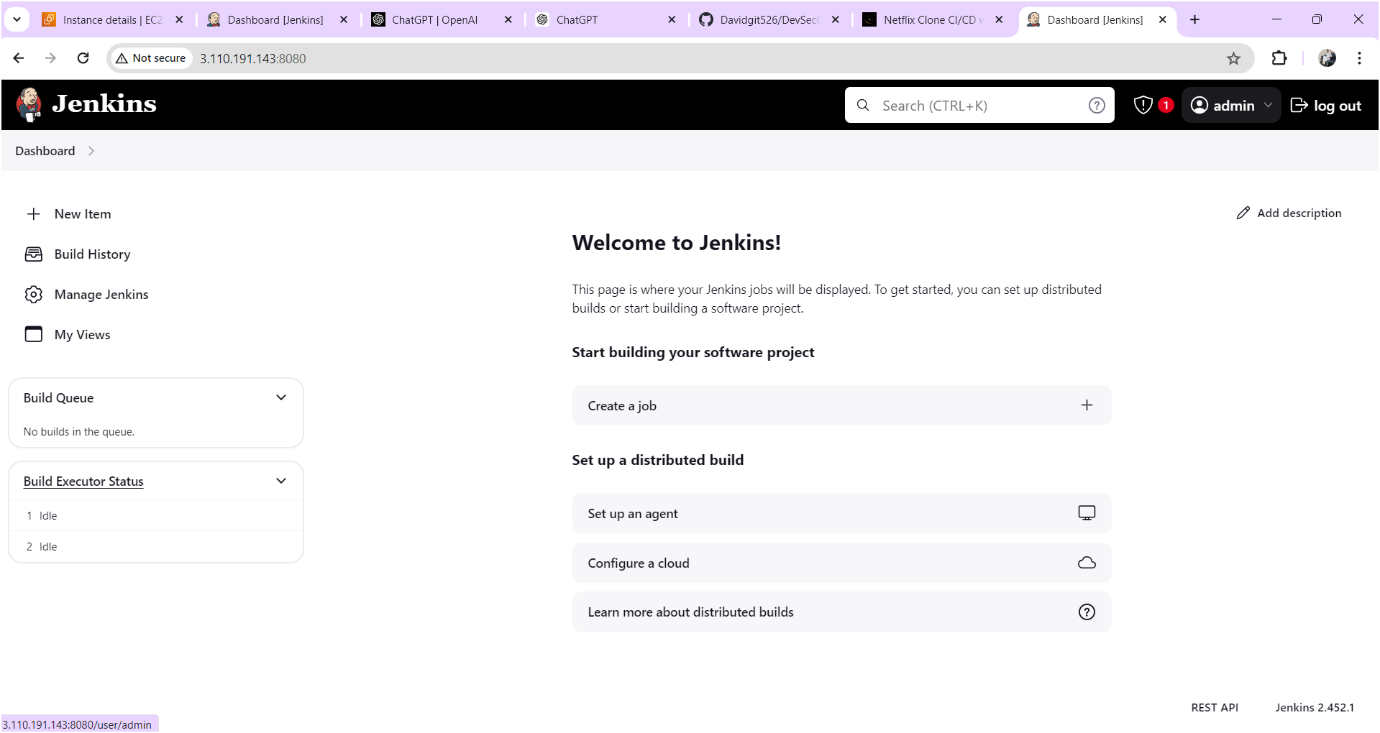 Instance details | EC2
Dashboard [Jenkins]
ChatGPT | OpenAI
ChatGPT
Davidgit526/DevSec
Netflix Clone CI/CD w
Dashboard [Jenkins]
Not secure
3.110.191.143:8080
Jenkins
Search (CTRL+K)
1
admin
log out
Dashboard
New Item
Build History
Manage Jenkins
My Views
Build Queue
No builds in the queue.
Build Executor Status
1 Idle
2 Idle
Add description
Welcome to Jenkins!
This page is where your Jenkins jobs will be displayed. To get started, you can set up distributed
builds or start building a software project.
Start building your software project
Create a job
Set up a distributed build
Set up an agent
Configure a cloud
Learn more about distributed builds
REST API
Jenkins 2.452.1
3.110.191.143:8080/user/admin